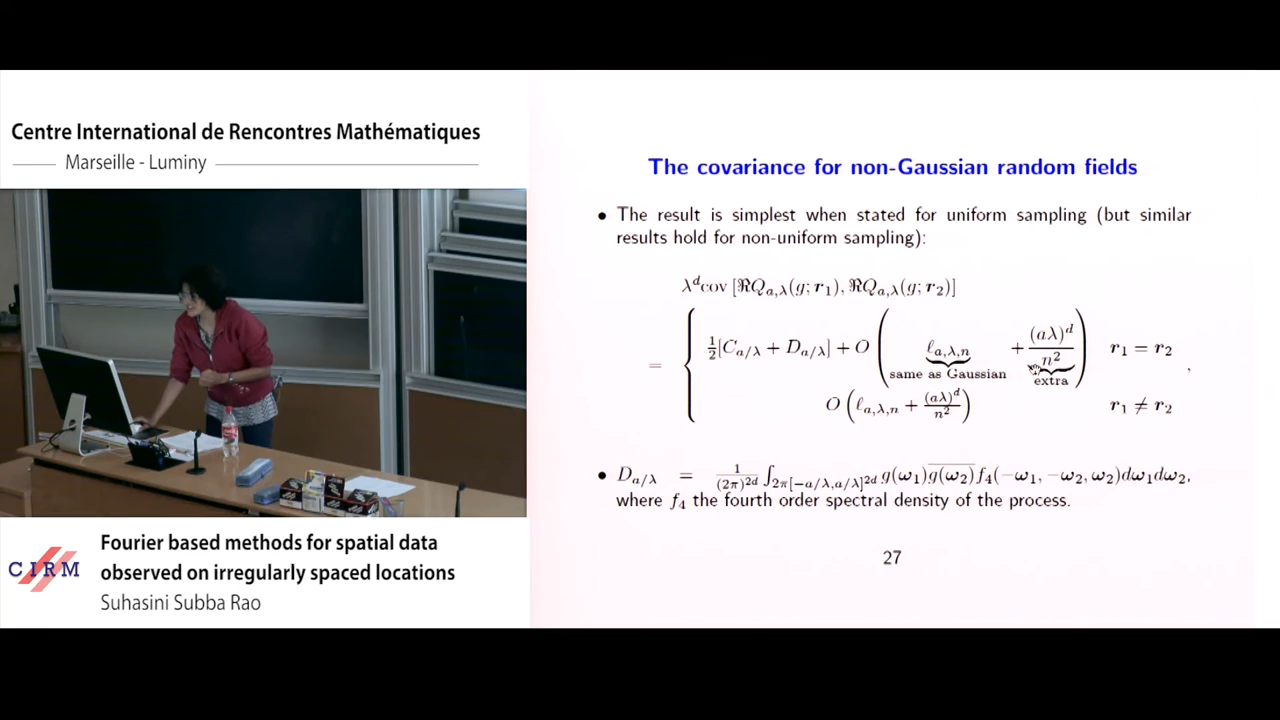 Centre International de Rencontres Mathématiques
Marseille - Luminy
The covariance for non-Gaussian random fields
• The result is simplest when stated for uniform sampling (but similar
results hold for non-uniform sampling):
λ^d cov [ℜQ_{a,λ}(g; r_1), ℜQ_{a,λ}(g; r_2)]
= { ½[C_{a/λ} + D_{a/λ}] + O ( ℓ_{a,λ,n} + (aλ)^d / n^2 ) r_1 = r_2 ,
same as Gaussian extra
O ( ℓ_{a,λ,n} + (aλ)^d / n^2 ) r_1 ≠ r_2
• D_{a/λ} = 1/(2π)^{2d} ∫_{2π[−a/λ,a/λ]^{2d}} g(ω_1) \overline{g(ω_2)} f_4(−ω_1, −ω_2, ω_2)dω_1dω_2,
where f_4 the fourth order spectral density of the process.
27
CIRM
Fourier based methods for spatial data
observed on irregularly spaced locations
Suhasini Subba Rao